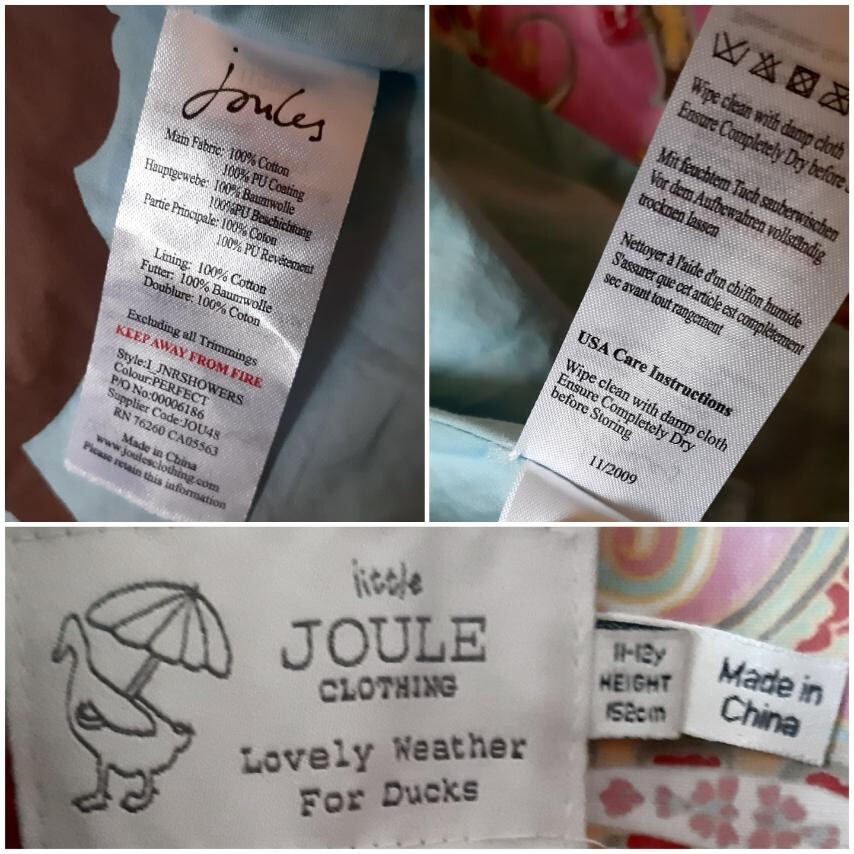 joules
Main Fabric: 100% Cotton
100% PU Coating
Hauptgewebe: 100% Baumwolle
100%PU Beschichtung
Partie Principale: 100% Coton
100% PU Revêtement
Lining: 100% Cotton
Futter: 100% Baumwolle
Doublure: 100% Coton
Excluding all Trimmings
KEEP AWAY FROM FIRE
Style:I_JNRSHOWERS
Colour:PERFECT
P/O No:00006186
Supplier Code:JOU48
RN 76260 CA05563
Made in China
www.joulesclothing.com
Please retain this information
Wipe clean with damp cloth
Ensure Completely Dry before
Mit feuchtem Tuch sauberwischen
Vor dem Aufbewahren vollständig
trocknen lassen
Nettoyer à l'aide d'un chiffon humide
S'assurer que cet article est complètement
sec avant tout rangement
USA Care Instructions
Wipe clean with damp cloth
Ensure Completely Dry
before Storing
11/2009
little
JOULE
CLOTHING
Lovely Weather
For Ducks
11-12y
HEIGHT
152cm
Made in
China